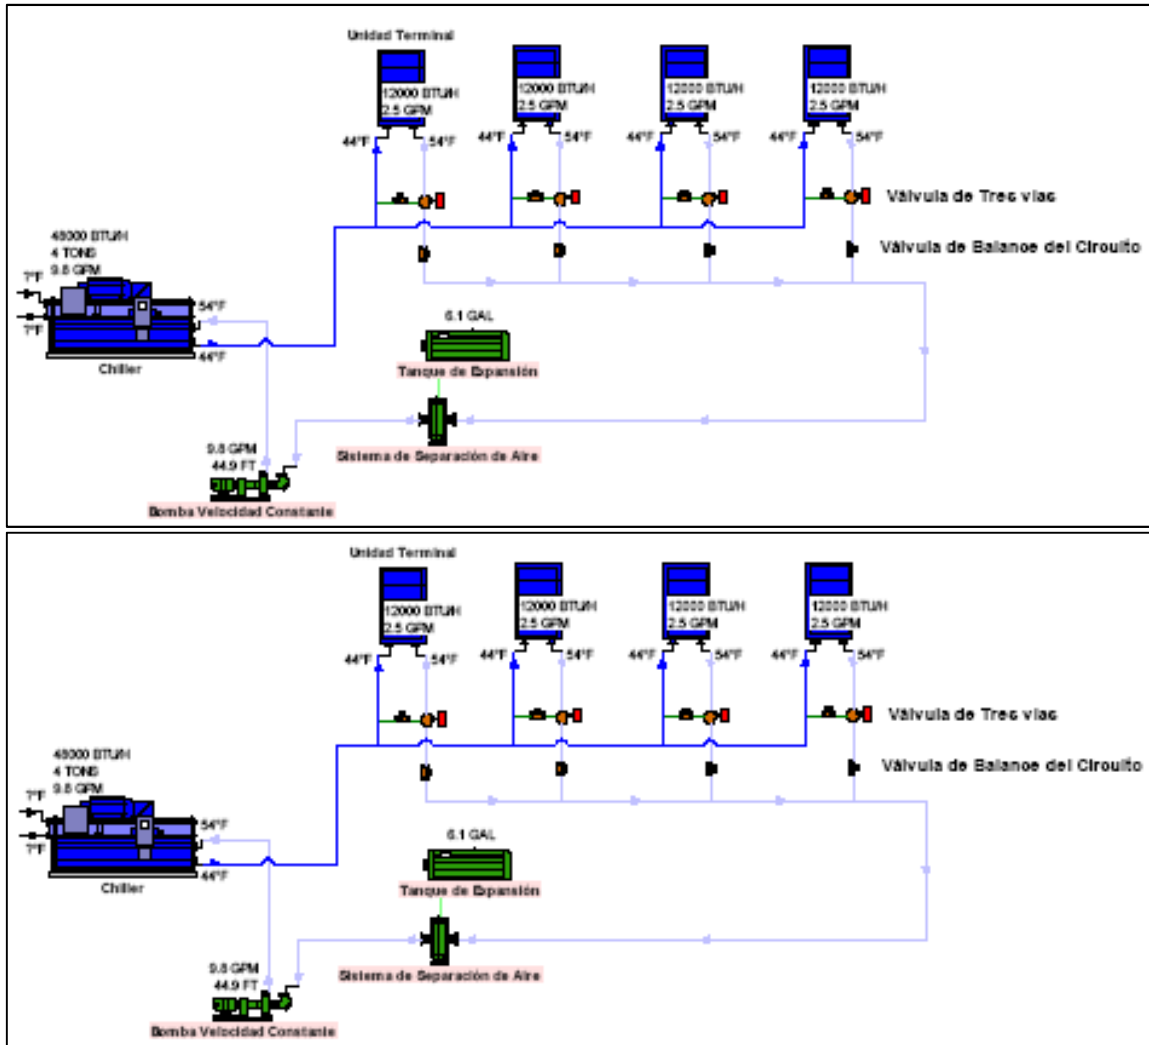 Unidad Terminal
12000 BTU/H 12000 BTU/H 12000 BTU/H 12000 BTU/H
2.5 GPM 2.5 GPM 2.5 GPM 2.5 GPM
44°F 54°F 44°F 54°F 44°F 54°F 44°F 54°F
Válvula de Tres vías
48000 BTU/H
4 TONS
9.8 GPM
Válvula de Balance del Circuito
?°F
54°F
?°F
44°F
Chiller
6.1 GAL
Tanque de Expansión
9.8 GPM
44.9 FT
Sistema de Separación de Aire
Bomba Velocidad Constante
Unidad Terminal
12000 BTU/H 12000 BTU/H 12000 BTU/H 12000 BTU/H
2.5 GPM 2.5 GPM 2.5 GPM 2.5 GPM
44°F 54°F 44°F 54°F 44°F 54°F 44°F 54°F
Válvula de Tres vías
48000 BTU/H
4 TONS
9.8 GPM
Válvula de Balance del Circuito
?°F
54°F
?°F
44°F
Chiller
6.1 GAL
Tanque de Expansión
9.8 GPM
44.9 FT
Sistema de Separación de Aire
Bomba Velocidad Constante